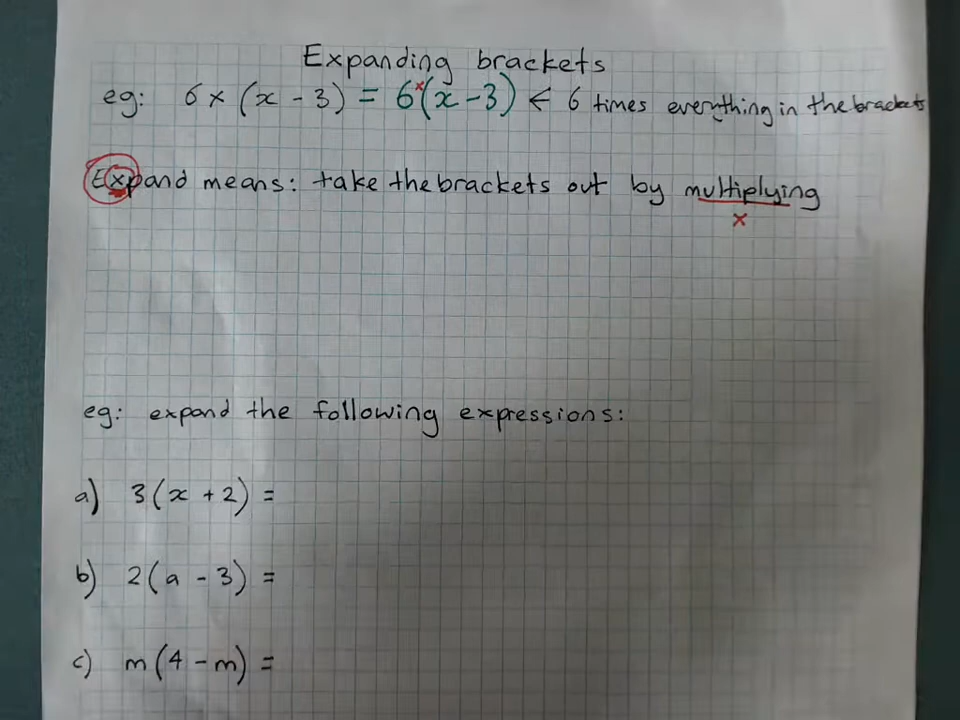 Expanding brackets
eg: 6 × (x - 3) = 6×(x - 3) ← 6 times everything in the brackets
Expand means: take the brackets out by multiplying
×
eg: expand the following expressions:
a) 3(x + 2) =
b) 2(a - 3) =
c) m(4 - m) =